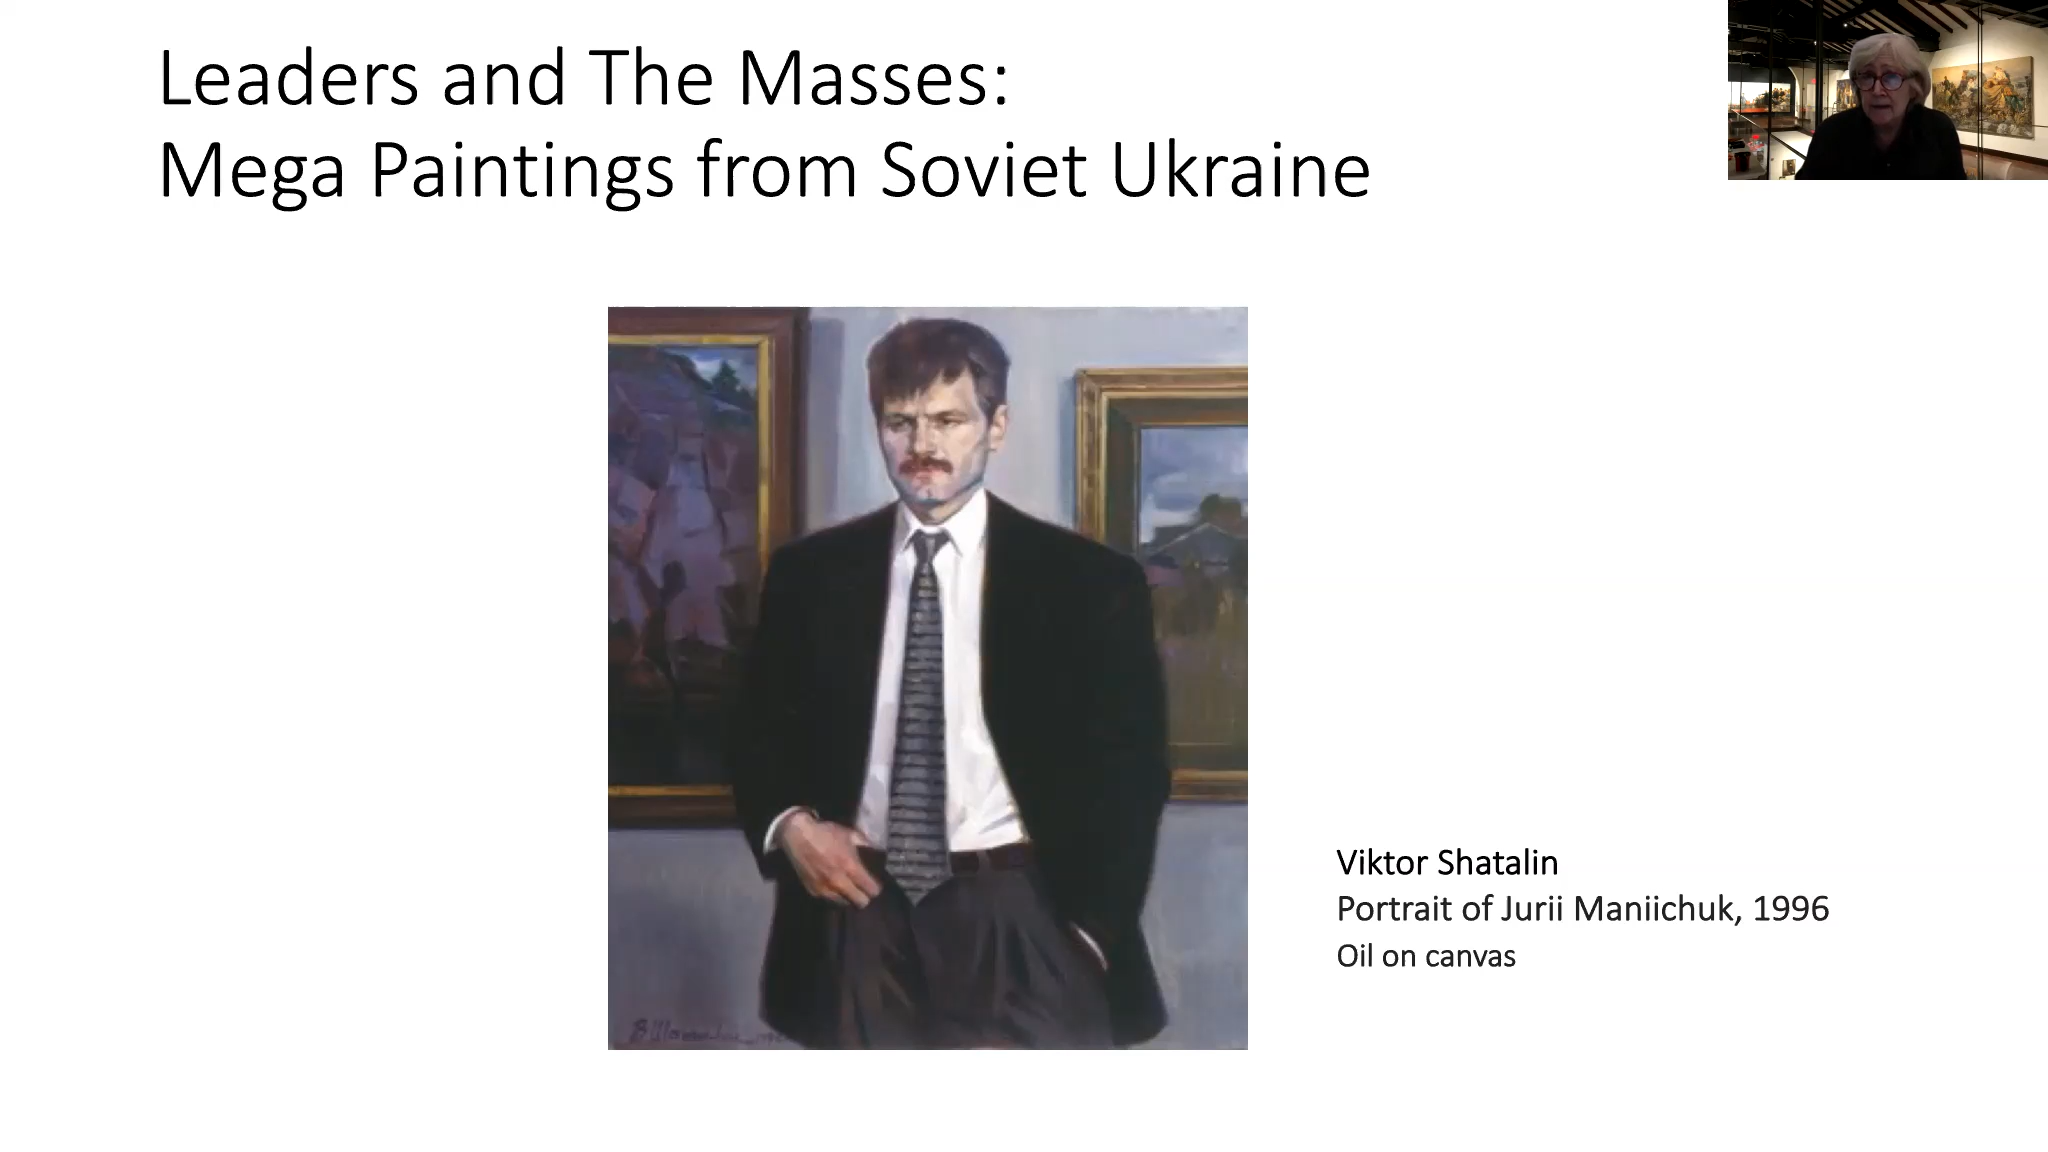 Leaders and The Masses:
Mega Paintings from Soviet Ukraine
Viktor Shatalin
Portrait of Jurii Maniichuk, 1996
Oil on canvas